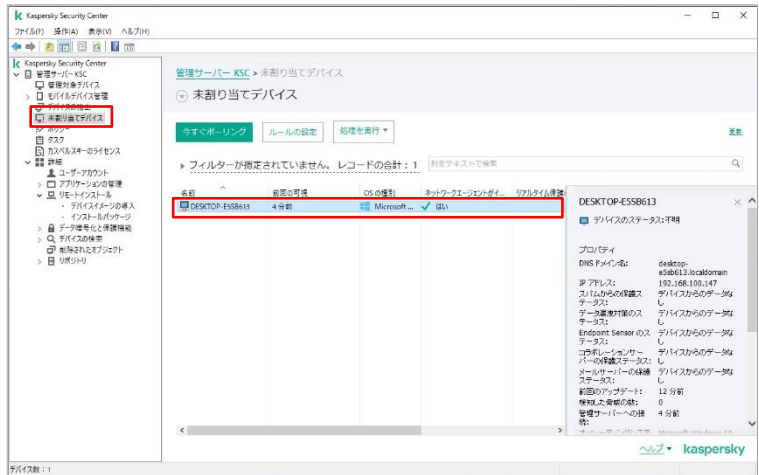 Kaspersky Security Center
ファイル(F) 操作(A) 表示(V) ヘルプ(H)
Kaspersky Security Center
管理サーバー KSC
管理対象デバイス
モバイルデバイス管理
デバイスの抽出
未割り当てデバイス
ポリシー
タスク
カスペルスキーのライセンス
詳細
ユーザーアカウント
アプリケーションの管理
リモートインストール
デバイスイメージの導入
インストールパッケージ
データ暗号化と保護機能
デバイスの検索
削除されたオブジェクト
リポジトリ
管理サーバー KSC > 未割り当てデバイス
未割り当てデバイス
今すぐポーリング ルールの設定 処理を実行 更新
フィルターが指定されていません。 レコードの合計: 1 列をテキストで検索
名前 前回の可視 OS の種別 ネットワークエージェントがイ... リアルタイム保護
DESKTOP-E5SB613 4 分前 Microsoft ... はい
DESKTOP-E5SB613
デバイスのステータス:不明
プロパティ
DNS ドメイン名: desktop-
e5sb613.localdomain
IP アドレス: 192.168.100.147
スパムからの保護ス デバイスからのデータな
テータス: し
データ漏洩対策のス デバイスからのデータな
テータス: し
Endpoint Sensor のス デバイスからのデータな
テータス: し
コラボレーションサー デバイスからのデータな
バーの保護ステータス: し
メールサーバーの保護 デバイスからのデータな
ステータス: し
前回のアップデート: 12 分前
検知した脅威の数: 0
管理サーバーへの接 4 分前
続:
ヘルプ kaspersky
デバイス数 : 1